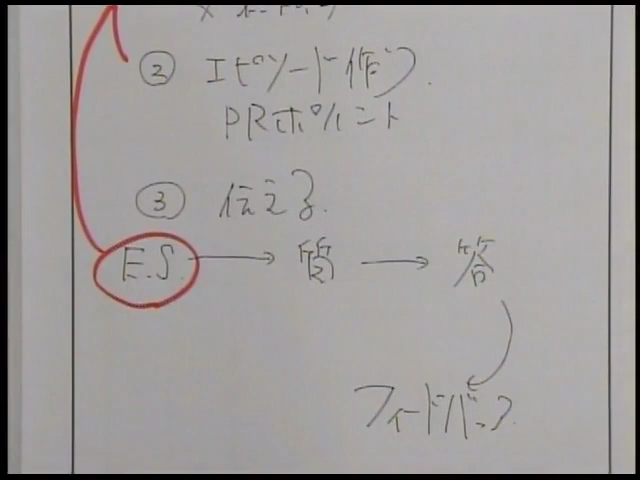 ② エピソード作り.
PRポイント
③ 伝える.
E.S. → 質 → 答
フィードバック